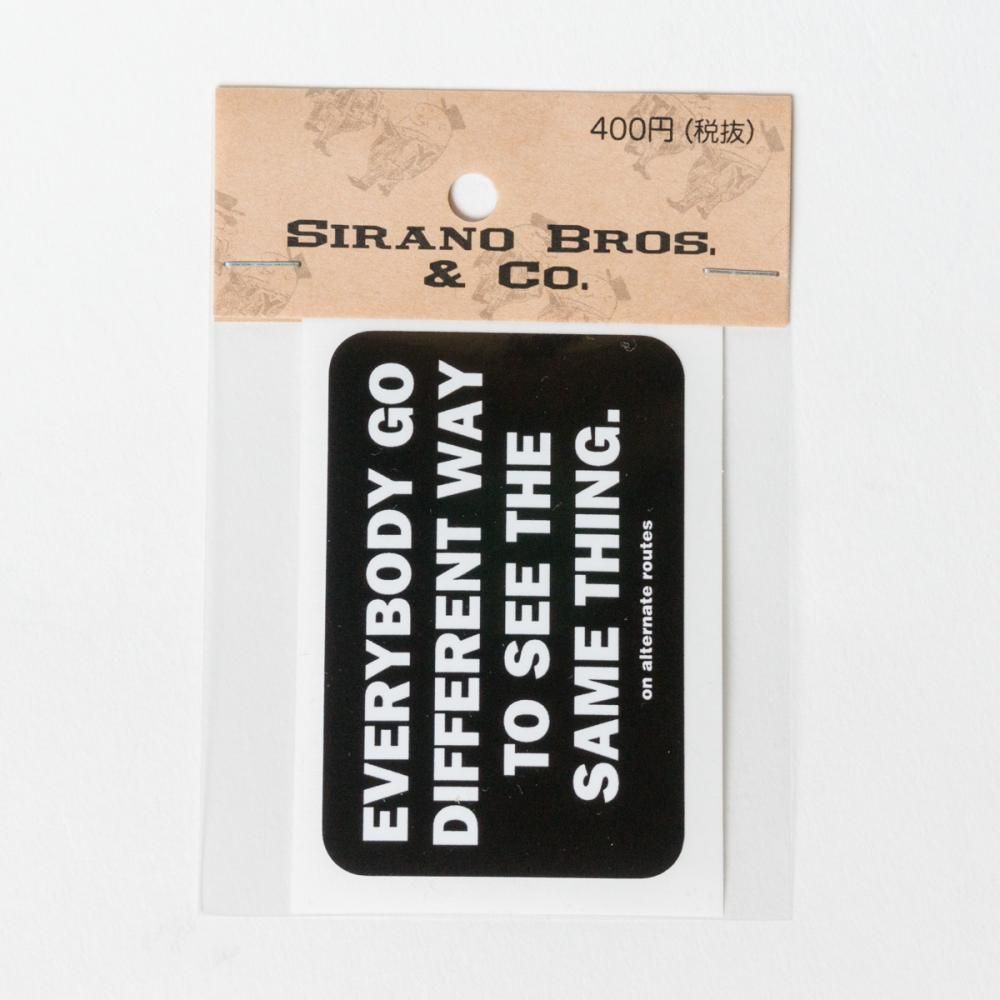 400円（税抜）
SIRANO BROS.
& CO.
EVERYBODY GO
DIFFERENT WAY
TO SEE THE
SAME THING.
on alternate routes